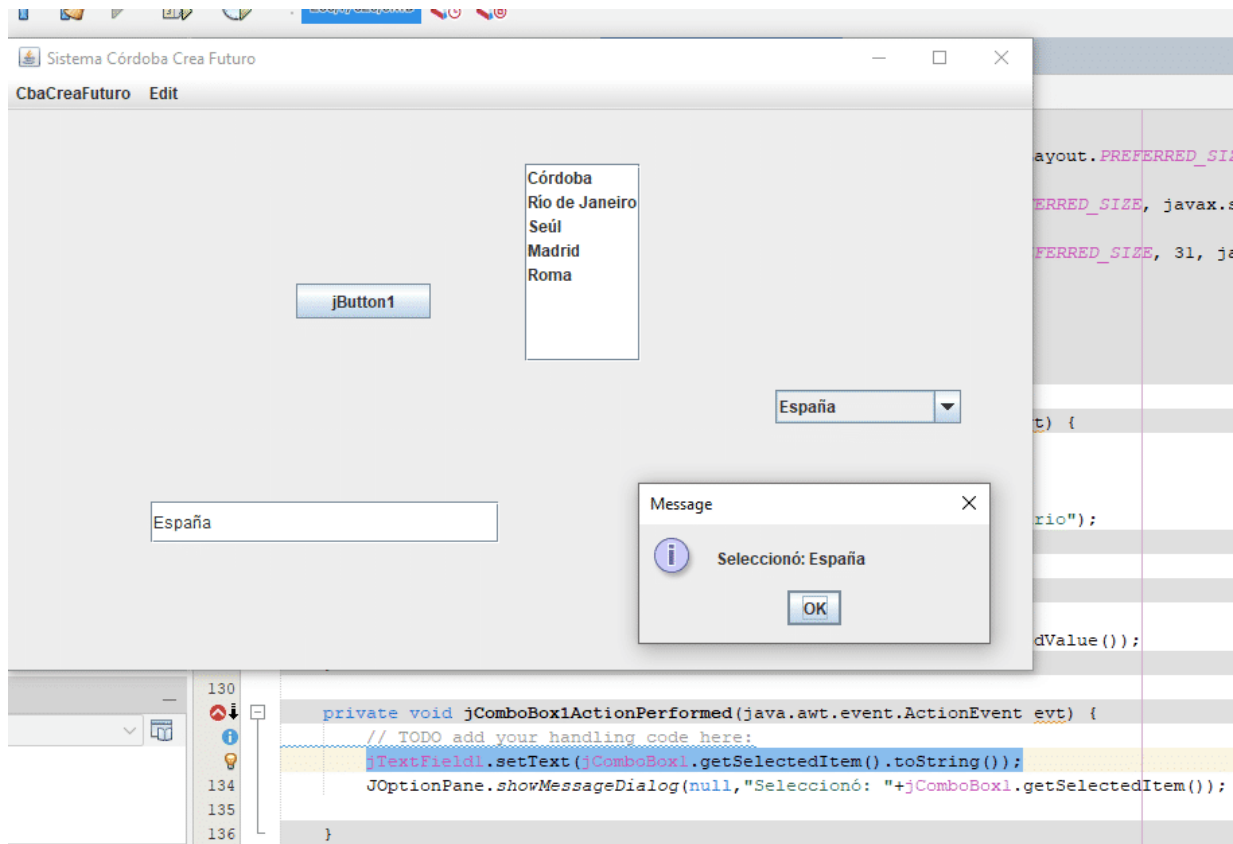 Sistema Córdoba Crea Futuro
CbaCreaFuturo Edit
Córdoba
Río de Janeiro
Seúl
Madrid
Roma
jButton1
España
España
Message
Seleccionó: España
OK
ayout.PREFERRED_SIZ
ERRED_SIZE, javax.s
FERRED_SIZE, 31, ja
t) {
rio");
dValue());
130
private void jComboBox1ActionPerformed(java.awt.event.ActionEvent evt) {
// TODO add your handling code here:
jTextField1.setText(jComboBox1.getSelectedItem().toString());
134 JOptionPane.showMessageDialog(null,"Seleccionó: "+jComboBox1.getSelectedItem());
135
136 }